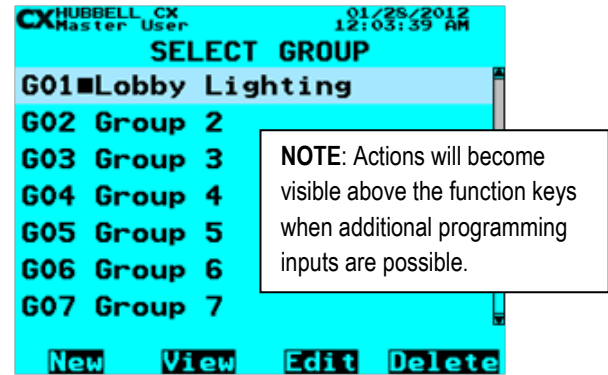 CX HUBBELL CX 01/28/2012
Master User 12:03:39 AM
SELECT GROUP
G01■Lobby Lighting
G02 Group 2
G03 Group 3
G04 Group 4
G05 Group 5
G06 Group 6
G07 Group 7
NOTE: Actions will become
visible above the function keys
when additional programming
inputs are possible.
New View Edit Delete